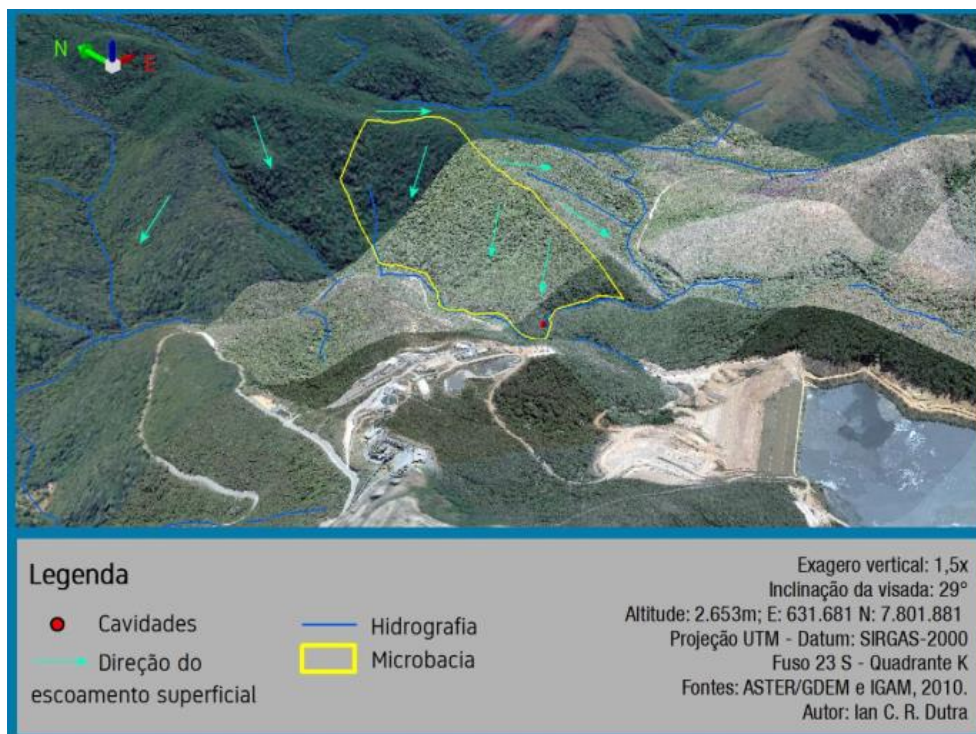 N
E
Legenda
Cavidades
Direção do
escoamento superficial
Hidrografia
Microbacia
Exagero vertical: 1,5x
Inclinação da visada: 29°
Altitude: 2.653m; E: 631.681 N: 7.801.881
Projeção UTM - Datum: SIRGAS-2000
Fuso 23 S - Quadrante K
Fontes: ASTER/GDEM e IGAM, 2010.
Autor: Ian C. R. Dutra